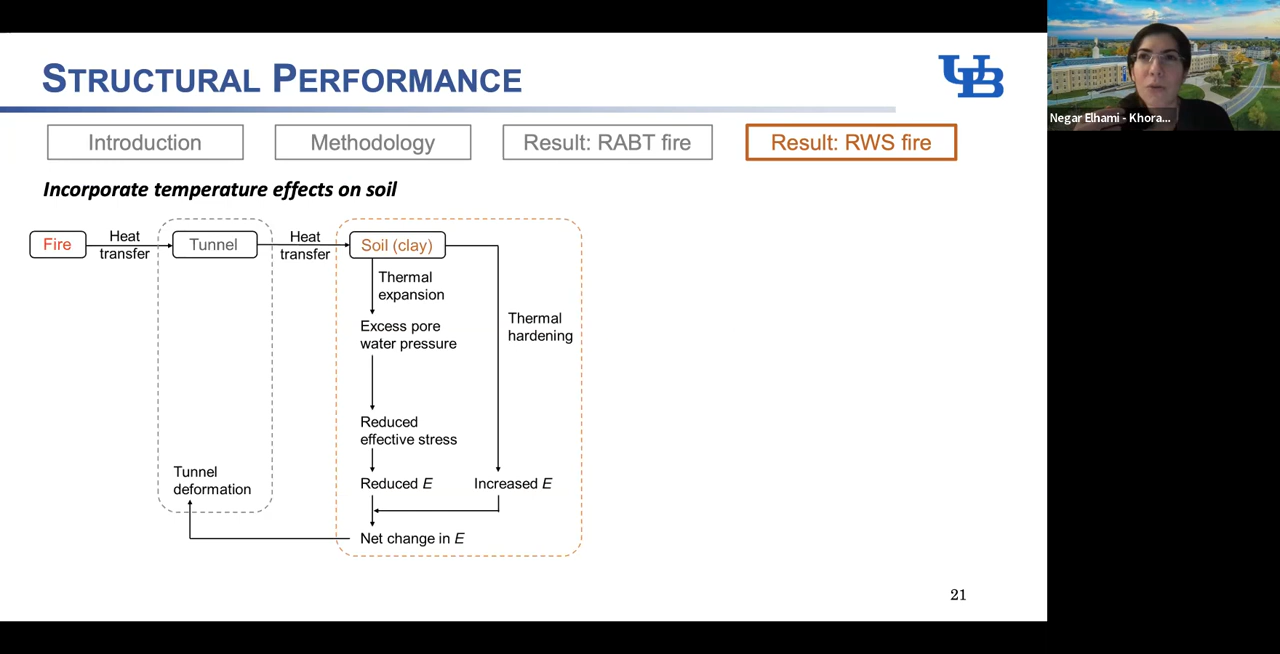 STRUCTURAL PERFORMANCE
UB
Introduction
Methodology
Result: RABT fire
Result: RWS fire
Incorporate temperature effects on soil
Fire
Heat
transfer
Tunnel
Heat
transfer
Soil (clay)
Thermal
expansion
Excess pore
water pressure
Thermal
hardening
Reduced
effective stress
Reduced E
Increased E
Tunnel
deformation
Net change in E
21
Negar Elhami - Khora...